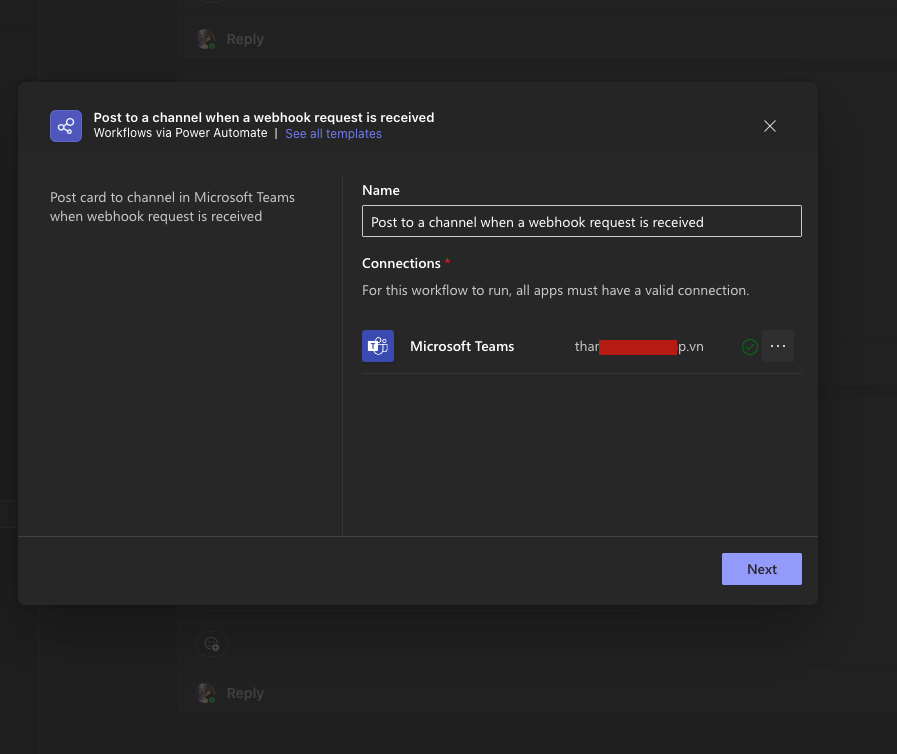 Reply
Post to a channel when a webhook request is received
Workflows via Power Automate | See all templates
Post card to channel in Microsoft Teams
when webhook request is received
Name
Post to a channel when a webhook request is received
Connections *
For this workflow to run, all apps must have a valid connection.
Microsoft Teams thar p.vn
Next
Reply